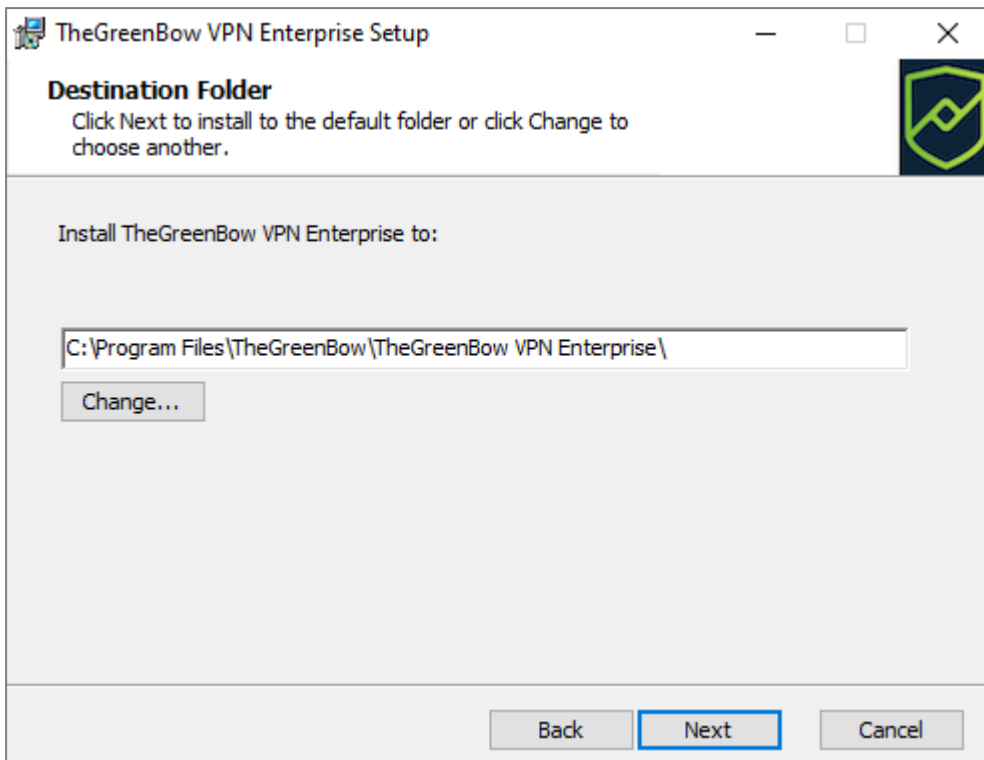 TheGreenBow VPN Enterprise Setup
Destination Folder
Click Next to install to the default folder or click Change to
choose another.
Install TheGreenBow VPN Enterprise to:
C:\Program Files\TheGreenBow\TheGreenBow VPN Enterprise\
Change...
Back Next Cancel